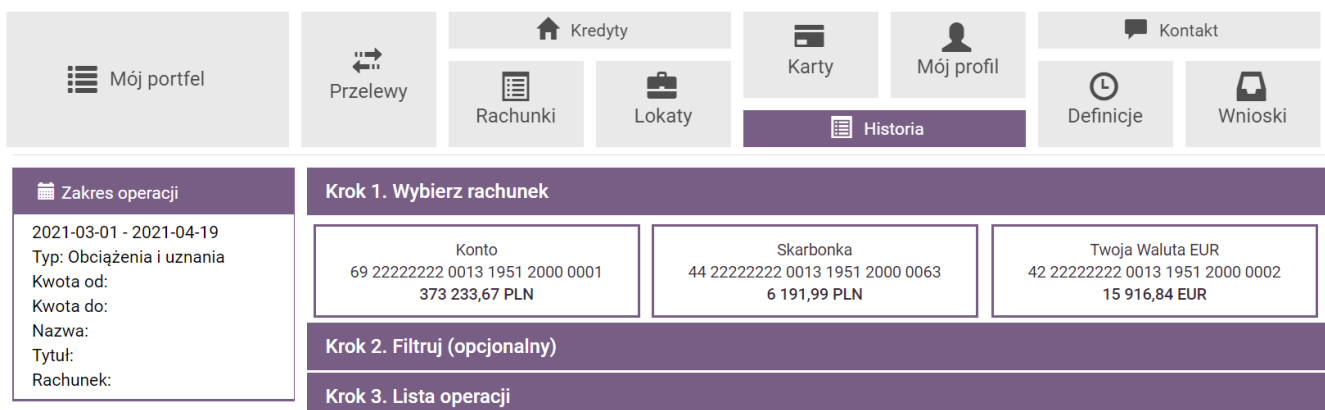 Mój portfel
Przelewy
Kredyty
Rachunki
Lokaty
Karty
Mój profil
Historia
Kontakt
Definicje
Wnioski
Zakres operacji
2021-03-01 - 2021-04-19
Typ: Obciążenia i uznania
Kwota od:
Kwota do:
Nazwa:
Tytuł:
Rachunek:
Krok 1. Wybierz rachunek
Konto
69 22222222 0013 1951 2000 0001
373 233,67 PLN
Skarbonka
44 22222222 0013 1951 2000 0063
6 191,99 PLN
Twoja Waluta EUR
42 22222222 0013 1951 2000 0002
15 916,84 EUR
Krok 2. Filtruj (opcjonalny)
Krok 3. Lista operacji